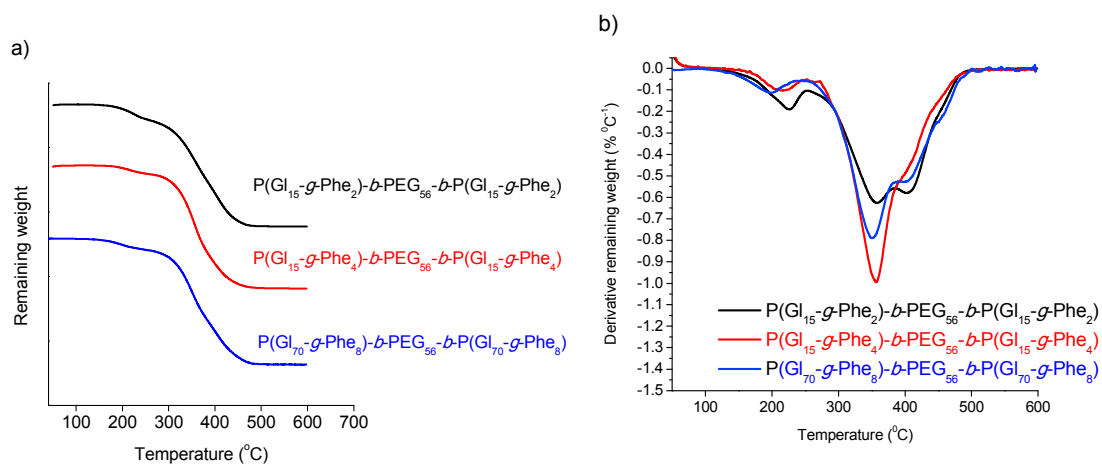 a)
Remaining weight
P(Gl₁₅-g-Phe₂)-b-PEG₅₆-b-P(Gl₁₅-g-Phe₂)
P(Gl₁₅-g-Phe₄)-b-PEG₅₆-b-P(Gl₁₅-g-Phe₄)
P(Gl₇₀-g-Phe₈)-b-PEG₅₆-b-P(Gl₇₀-g-Phe₈)
100 200 300 400 500 600 700
Temperature (°C)
b)
Derivative remaining weight (% ⁰C⁻¹)
0.0
-0.1
-0.2
-0.3
-0.4
-0.5
-0.6
-0.7
-0.8
-0.9
-1.0
-1.1
-1.2
-1.3
-1.4
-1.5
P(Gl₁₅-g-Phe₂)-b-PEG₅₆-b-P(Gl₁₅-g-Phe₂)
P(Gl₁₅-g-Phe₄)-b-PEG₅₆-b-P(Gl₁₅-g-Phe₄)
P(Gl₇₀-g-Phe₈)-b-PEG₅₆-b-P(Gl₇₀-g-Phe₈)
100 200 300 400 500 600
Temperature (⁰C)